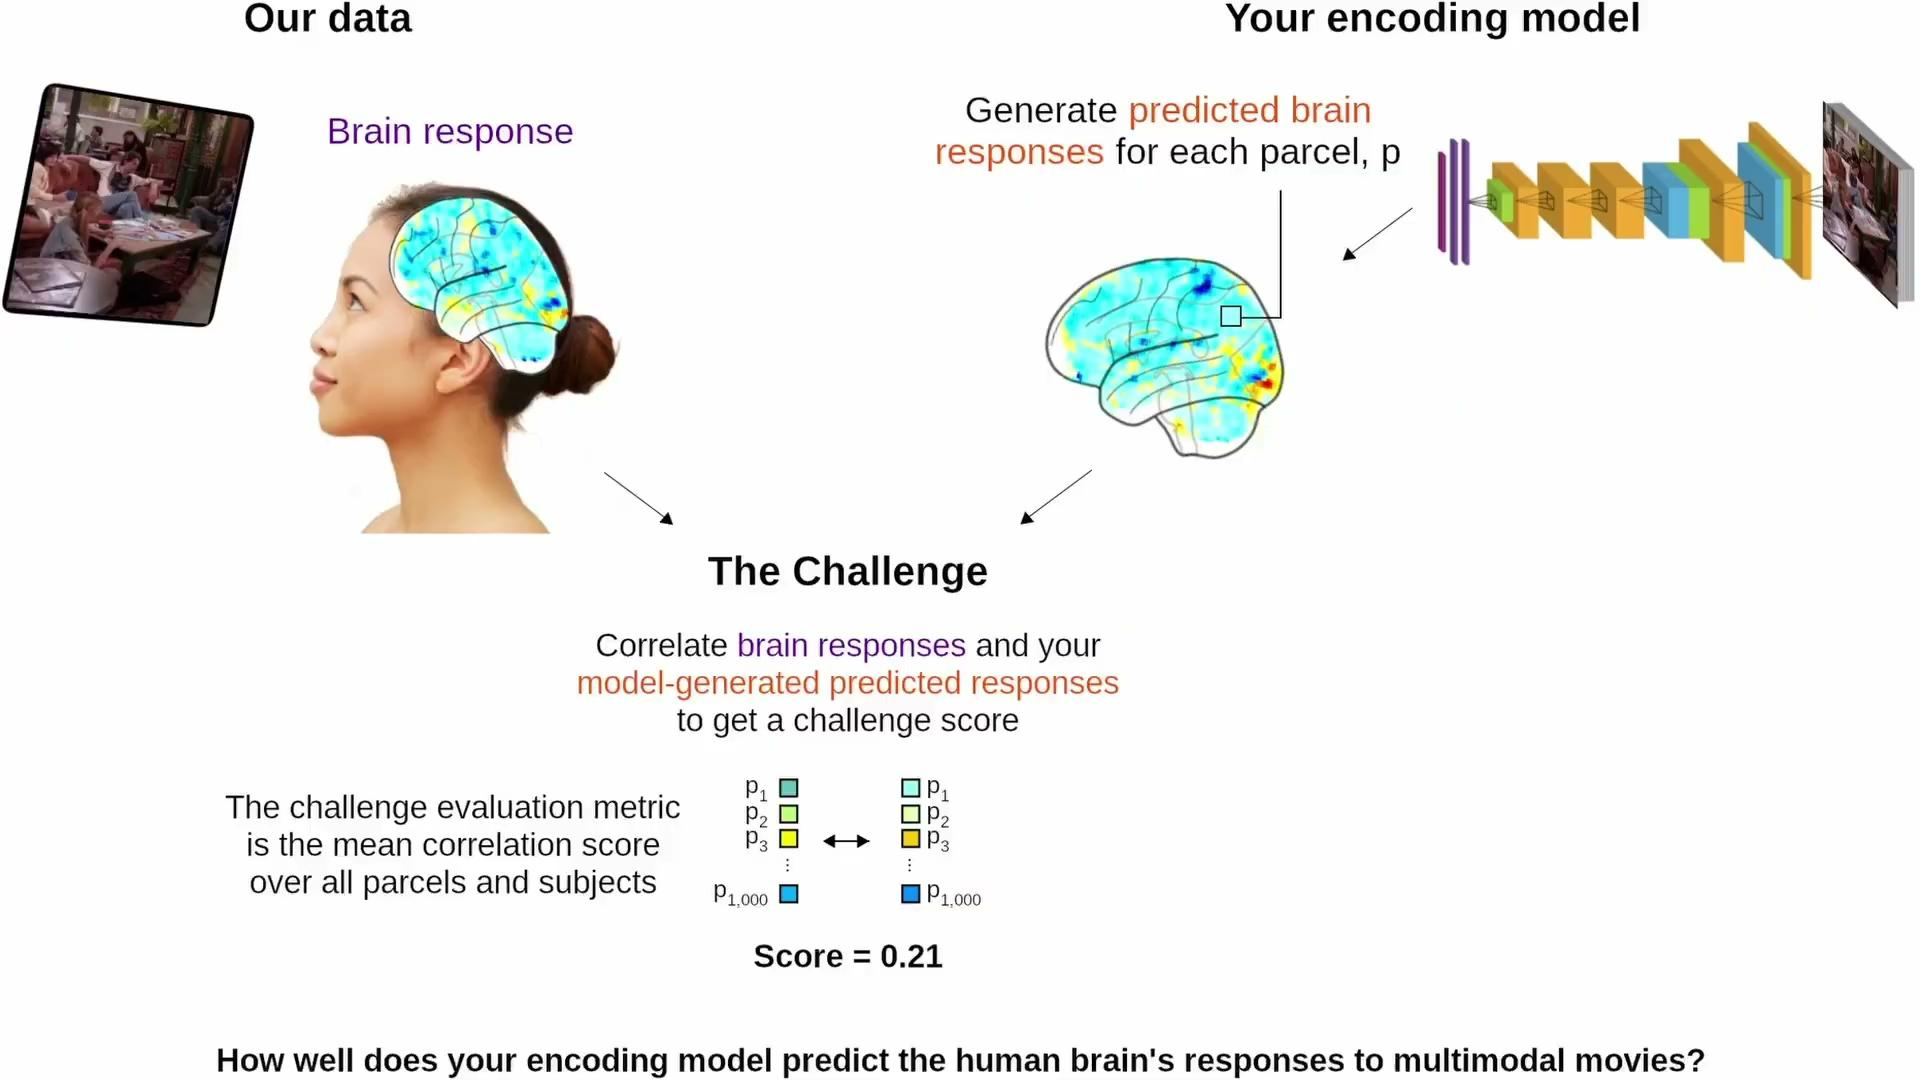 Our data
Your encoding model
Brain response
Generate predicted brain
responses for each parcel, p
The Challenge
Correlate brain responses and your
model-generated predicted responses
to get a challenge score
The challenge evaluation metric
is the mean correlation score
over all parcels and subjects
p1 p1
p2 p2
p3 p3
⋮ ⋮
p1,000 p1,000
Score = 0.21
How well does your encoding model predict the human brain's responses to multimodal movies?